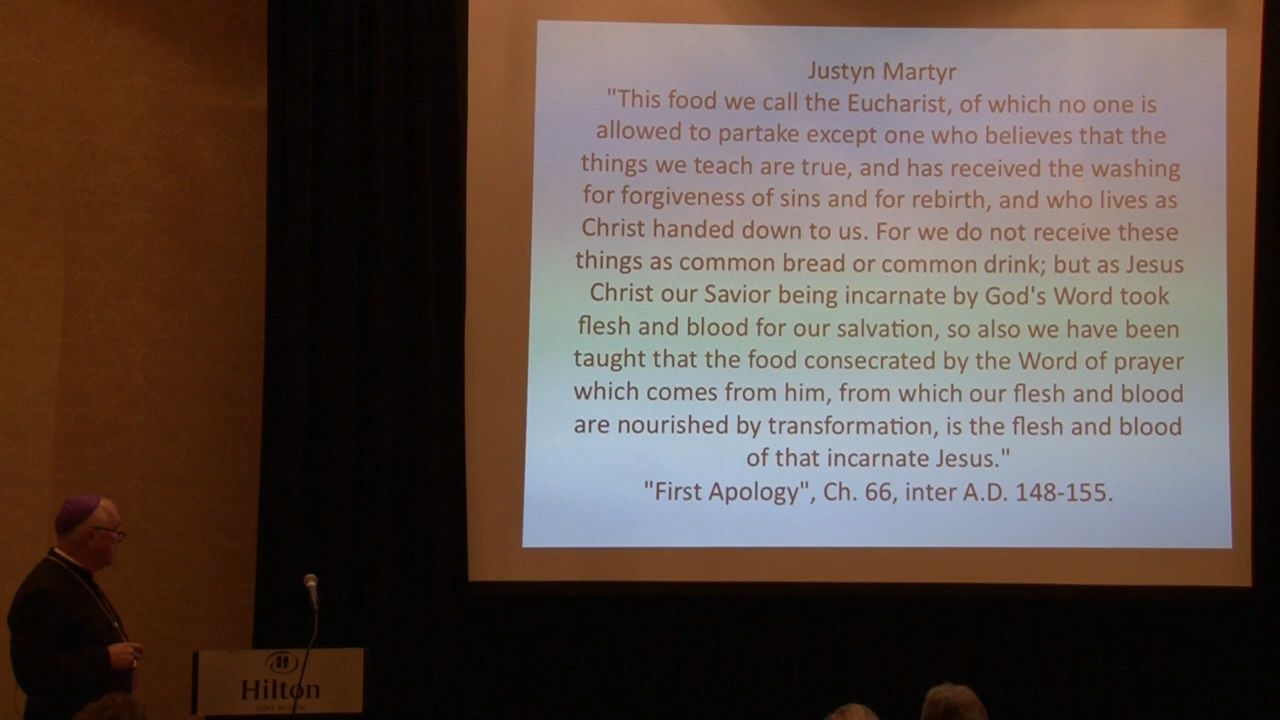 Justyn Martyr
"This food we call the Eucharist, of which no one is
allowed to partake except one who believes that the
things we teach are true, and has received the washing
for forgiveness of sins and for rebirth, and who lives as
Christ handed down to us. For we do not receive these
things as common bread or common drink; but as Jesus
Christ our Savior being incarnate by God's Word took
flesh and blood for our salvation, so also we have been
taught that the food consecrated by the Word of prayer
which comes from him, from which our flesh and blood
are nourished by transformation, is the flesh and blood
of that incarnate Jesus."
"First Apology", Ch. 66, inter A.D. 148-155.
H
Hilton